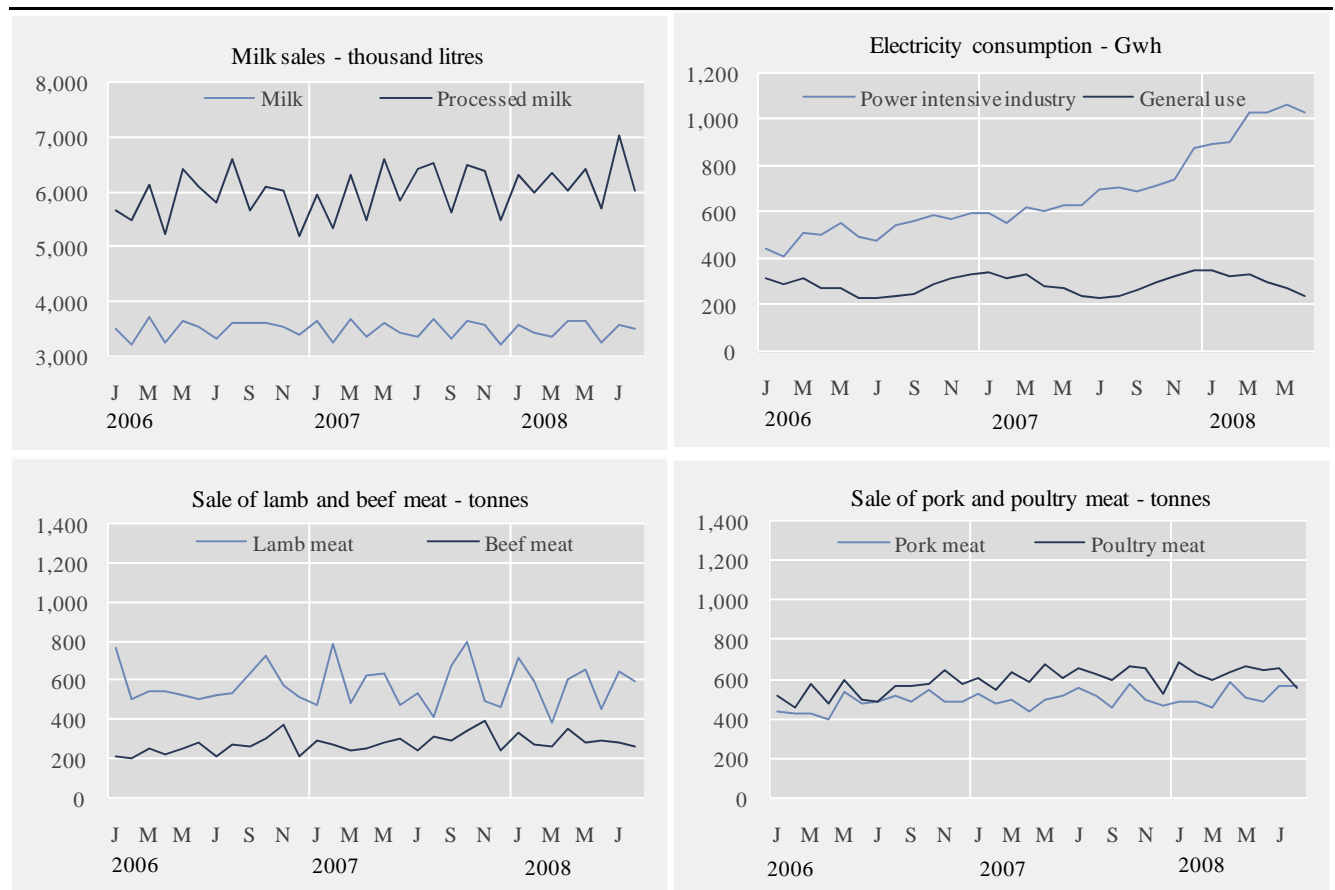 Milk sales - thousand litres
8,000
Milk
Processed milk
7,000
6,000
5,000
4,000
3,000
J M M J S N J M M J S N J M M J
2006 2007 2008
Electricity consumption - Gwh
1,200
Power intensive industry
General use
1,000
800
600
400
200
0
J M M J S N J M M J S N J M M
2006 2007 2008
Sale of lamb and beef meat - tonnes
1,400
Lamb meat
Beef meat
1,200
1,000
800
600
400
200
0
J M M J S N J M M J S N J M M J
2006 2007 2008
Sale of pork and poultry meat - tonnes
1,400
Pork meat
Poultry meat
1,200
1,000
800
600
400
200
0
J M M J S N J M M J S N J M M J
2006 2007 2008